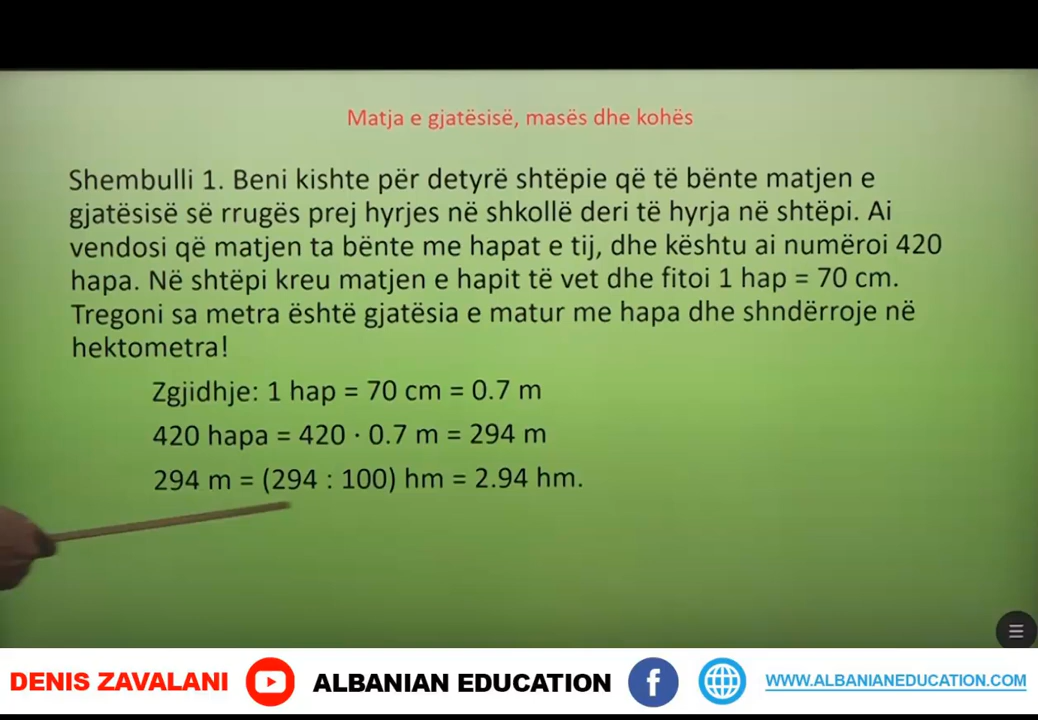 Matja e gjatësisë, masës dhe kohës
Shembulli 1. Beni kishte për detyrë shtëpie që të bënte matjen e
gjatësisë së rrugës prej hyrjes në shkollë deri të hyrja në shtëpi. Ai
vendosi që matjen ta bënte me hapat e tij, dhe kështu ai numëroi 420
hapa. Në shtëpi kreu matjen e hapit të vet dhe fitoi 1 hap = 70 cm.
Tregoni sa metra është gjatësia e matur me hapa dhe shndërroje në
hektometra!
Zgjidhje: 1 hap = 70 cm = 0.7 m
420 hapa = 420 · 0.7 m = 294 m
294 m = (294 : 100) hm = 2.94 hm.
DENIS ZAVALANI ALBANIAN EDUCATION f WWW.ALBANIANEDUCATION.COM